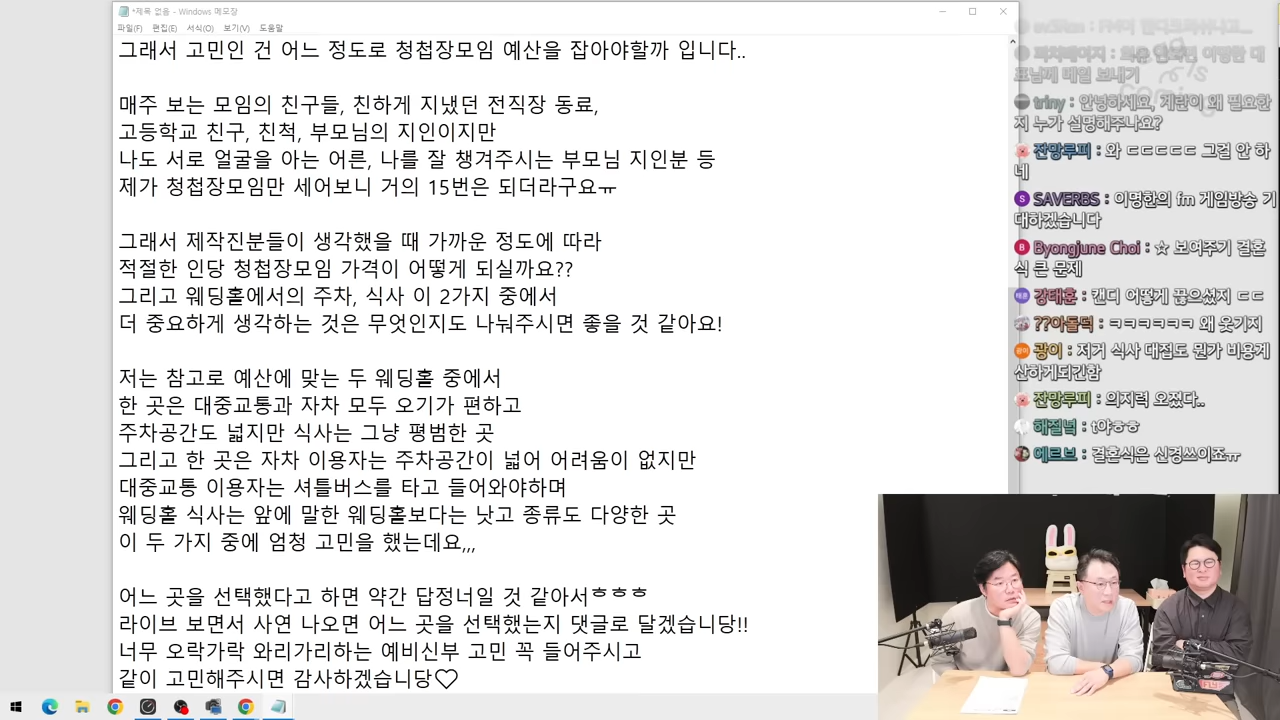 *제목 없음 - Windows 메모장
파일(F) 편집(E) 서식(O) 보기(V) 도움말
그래서 고민인 건 어느 정도로 청첩장모임 예산을 잡아야할까 입니다..
매주 보는 모임의 친구들, 친하게 지냈던 전직장 동료,
고등학교 친구, 친척, 부모님의 지인이지만
나도 서로 얼굴을 아는 어른, 나를 잘 챙겨주시는 부모님 지인분 등
제가 청첩장모임만 세어보니 거의 15번은 되더라구요ㅠ
그래서 제작진분들이 생각했을 때 가까운 정도에 따라
적절한 인당 청첩장모임 가격이 어떻게 되실까요??
그리고 웨딩홀에서의 주차, 식사 이 2가지 중에서
더 중요하게 생각하는 것은 무엇인지도 나눠주시면 좋을 것 같아요!
저는 참고로 예산에 맞는 두 웨딩홀 중에서
한 곳은 대중교통과 자차 모두 오기가 편하고
주차공간도 넓지만 식사는 그냥 평범한 곳
그리고 한 곳은 자차 이용자는 주차공간이 넓어 어려움이 없지만
대중교통 이용자는 셔틀버스를 타고 들어와야하며
웨딩홀 식사는 앞에 말한 웨딩홀보다는 낫고 종류도 다양한 곳
이 두 가지 중에 엄청 고민을 했는데요,,,
어느 곳을 선택했다고 하면 약간 답정너일 것 같아서ㅎㅎㅎ
라이브 보면서 사연 나오면 어느 곳을 선택했는지 댓글로 달겠습니당!!
너무 오락가락 와리가리하는 예비신부 고민 꼭 들어주시고
같이 고민해주시면 감사하겠습니당♡
표님께 메일 보내기
triny : 안녕하세요, 계란이 왜 필요한
지 누가 설명해주나요?
잔망루피 : 와 ㄷㄷㄷㄷㄷ 그걸 안 하
네
S SAVERBS : 이명한의 fm 게임방송 기
대하겠습니다
B Byongjune Choi : ☆ 보여주기 결혼
식 큰 문제
태훈 강태훈 : 캔디 어떻게 끊으셨지 ㄷㄷ
??아돌덕 : ㅋㅋㅋㅋㅋㅋ 왜 웃기지
광이 광이 : 저거 식사 대접도 뭔가 비용계
산하게되긴함
잔망루피 : 의지력 오졌다..
해질녘 : t야ㅎㅎ
예르브 : 결혼식은 신경쓰이죠ㅠ